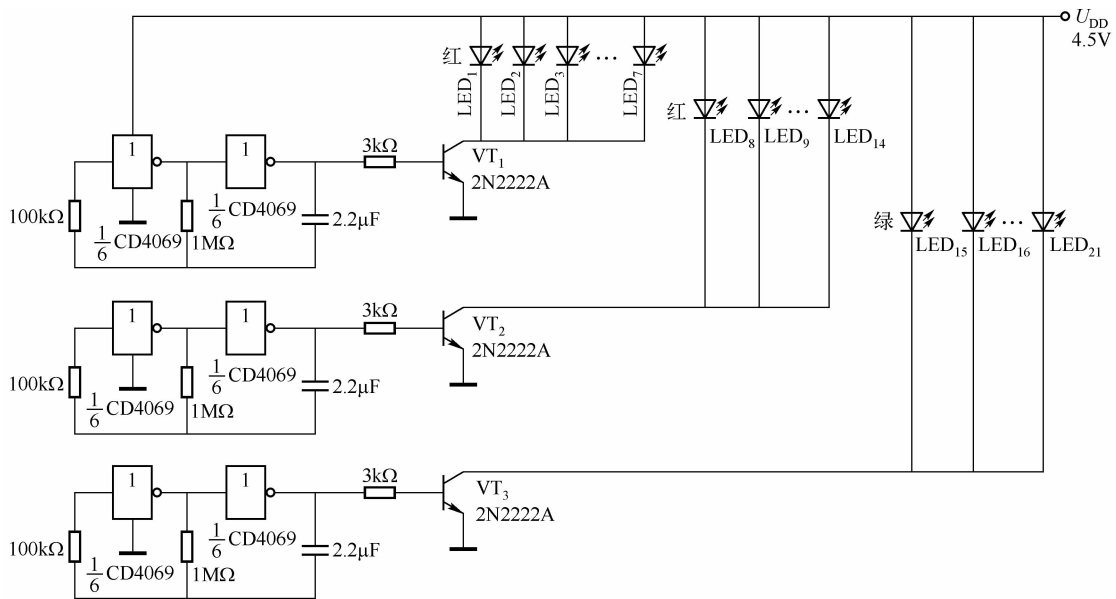 U_DD
4.5V
红
LED₁
LED₂
LED₃
…
LED₇
红
LED₈
LED₉
…
LED₁₄
绿
LED₁₅
LED₁₆
…
LED₂₁
1
1
3kΩ
VT₁
2N2222A
100kΩ
1/6 CD4069
1MΩ
1/6 CD4069
2.2μF
1
1
3kΩ
VT₂
2N2222A
100kΩ
1/6 CD4069
1MΩ
1/6 CD4069
2.2μF
1
1
3kΩ
VT₃
2N2222A
100kΩ
1/6 CD4069
1MΩ
1/6 CD4069
2.2μF